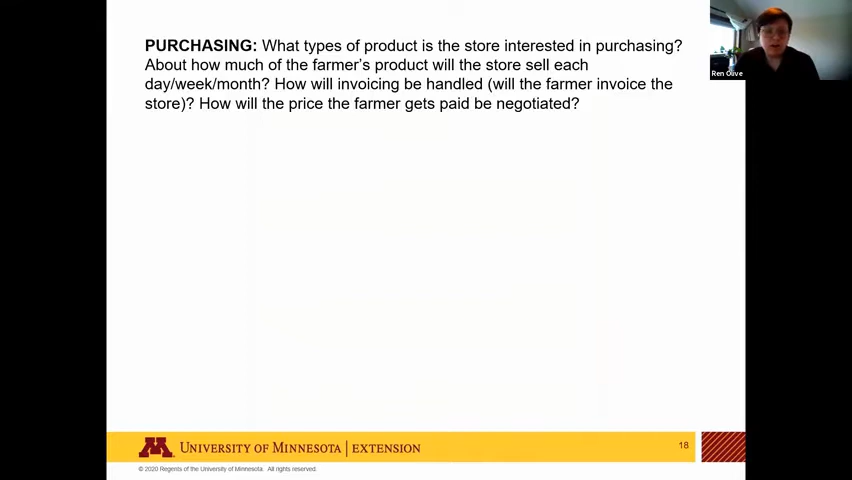 PURCHASING: What types of product is the store interested in purchasing?
About how much of the farmer's product will the store sell each
day/week/month? How will invoicing be handled (will the farmer invoice the
store)? How will the price the farmer gets paid be negotiated?
Ren Olive
18
UNIVERSITY OF MINNESOTA | EXTENSION
© 2020 Regents of the University of Minnesota. All rights reserved.